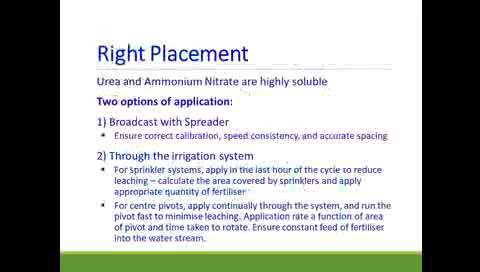 Right Placement
Urea and Ammonium Nitrate are highly soluble
Two options of application:
1) Broadcast with Spreader
▪ Ensure correct calibration, speed consistency, and accurate spacing
2) Through the irrigation system
▪ For sprinkler systems, apply in the last hour of the cycle to reduce
leaching – calculate the area covered by sprinklers and apply
appropriate quantity of fertiliser
▪ For centre pivots, apply continually through the system, and run the
pivot fast to minimise leaching. Application rate a function of area
of pivot and time taken to rotate. Ensure constant feed of fertiliser
into the water stream.